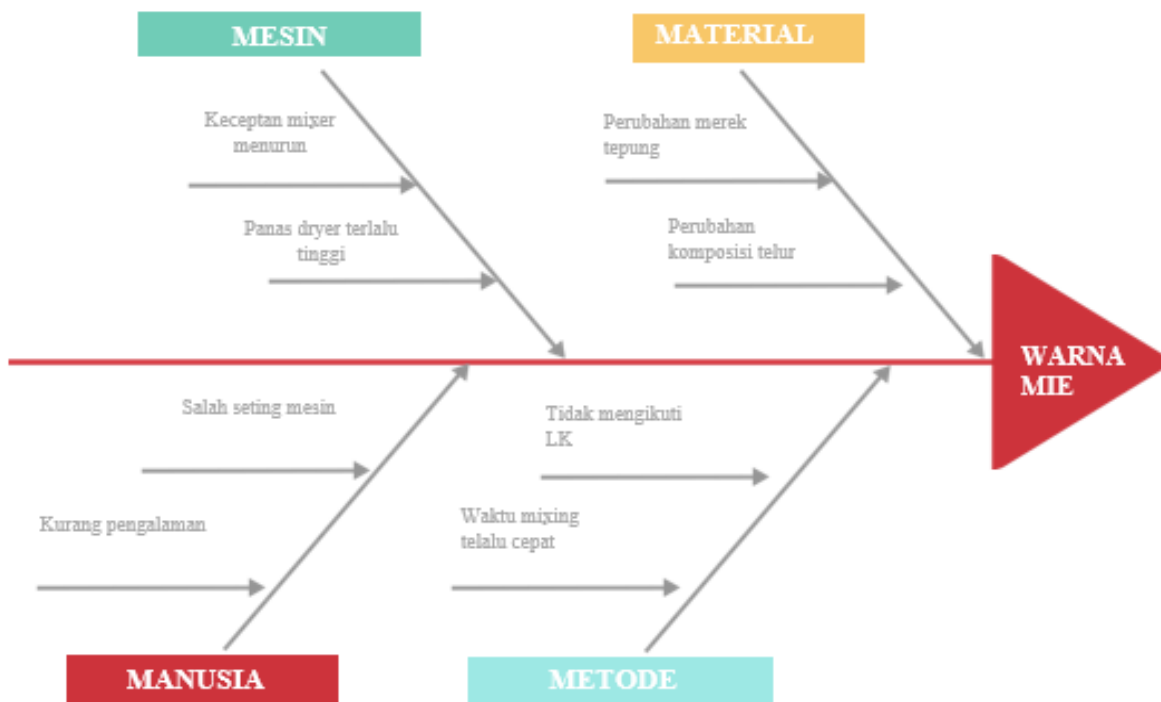 MESIN
MATERIAL
Keceptan mixer
menurun
Perubahan merek
tepung
Panas dryer terlalu
tinggi
Perubahan
komposisi telur
WARNA
MIE
Salah seting mesin
Tidak mengikuti
LK
Kurang pengalaman
Waktu mixing
telalu cepat
MANUSIA
METODE